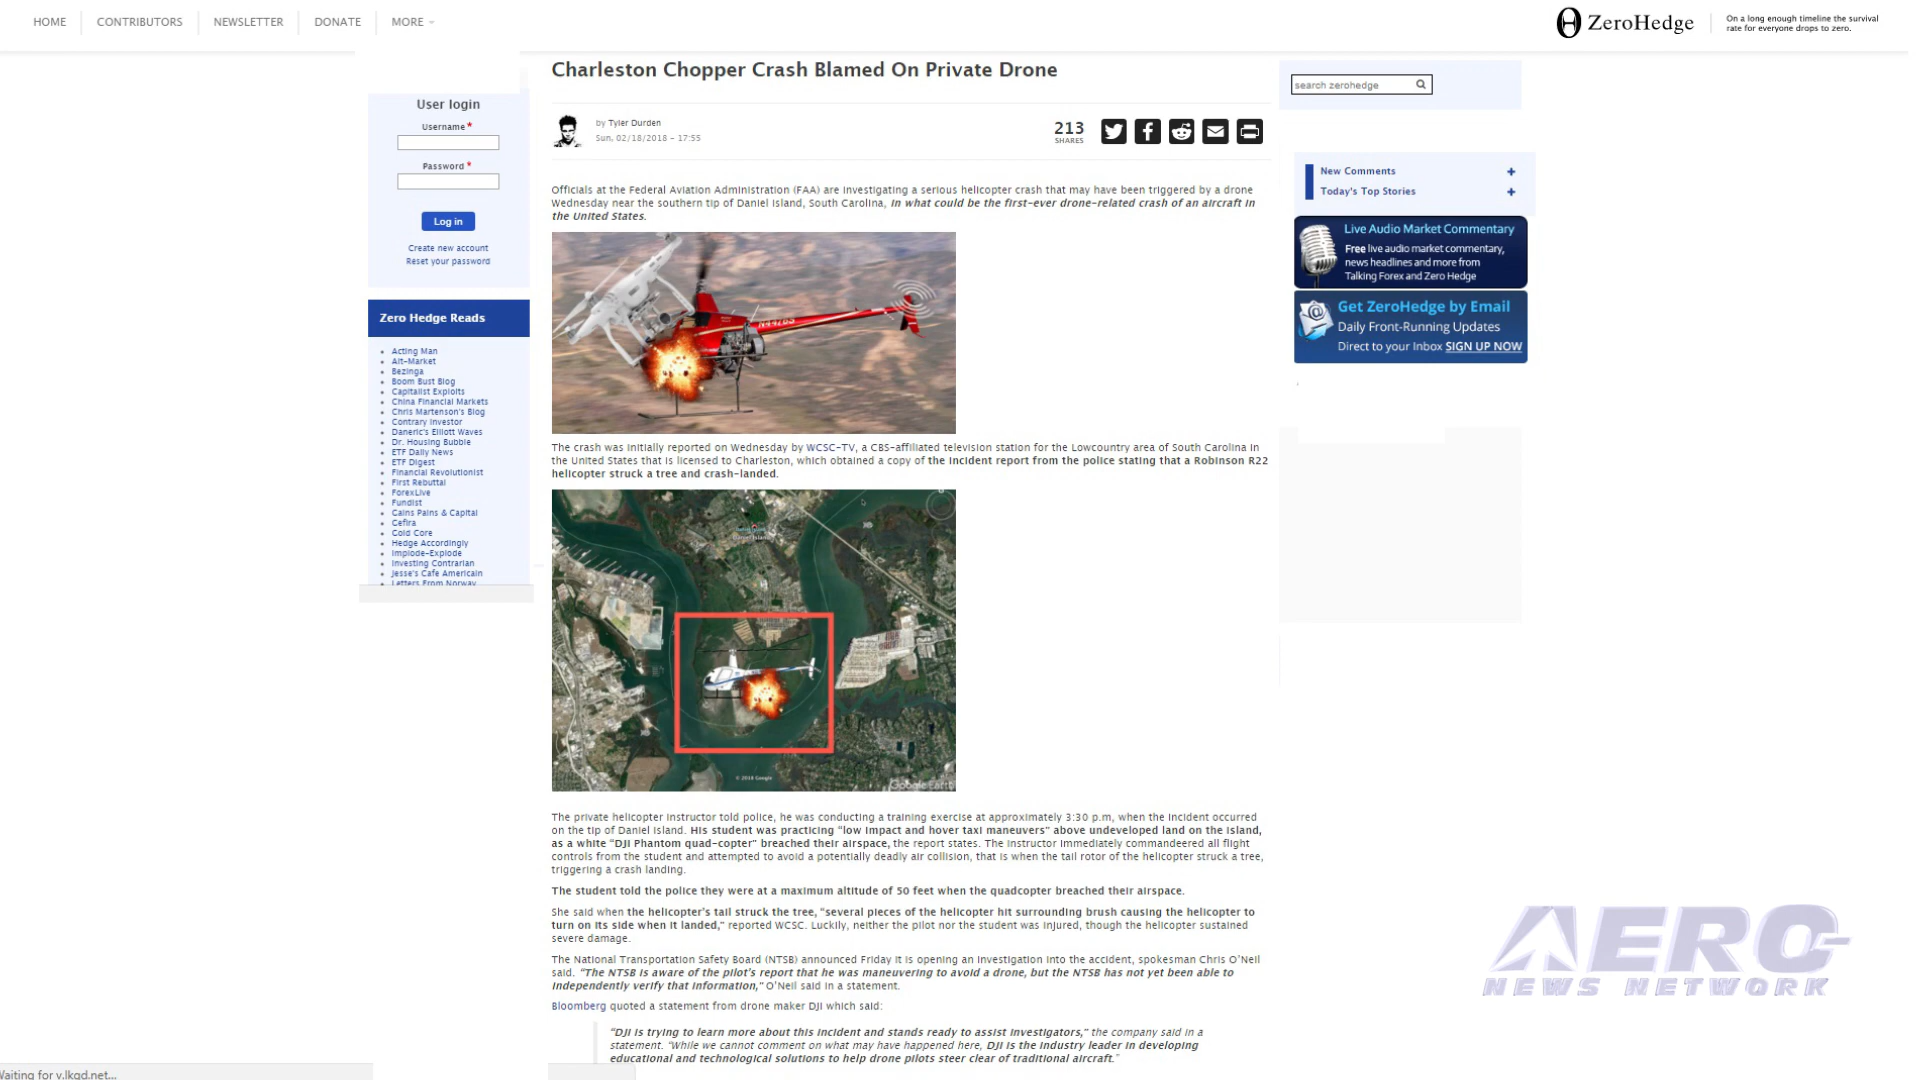 HOME
CONTRIBUTORS
NEWSLETTER
DONATE
MORE
ZeroHedge
On a long enough timeline the survival
rate for everyone drops to zero.
User login
Username *
Password *
Log in
Create new account
Reset your password
Zero Hedge Reads
Acting Man
Alt-Market
Bezinga
Boom Bust Blog
Capitalist Exploits
China Financial Markets
Chris Martenson's Blog
Contrary Investor
Daneric's Elliott Waves
Dr. Housing Bubble
ETF Daily News
ETF Digest
Financial Revolutionist
First Rebuttal
ForexLive
Fundist
Gains Pains & Capital
Gefira
Gold Core
Hedge Accordingly
Implode-Explode
Investing Contrarian
Jesse's Cafe Americain
Letters From Norway
Charleston Chopper Crash Blamed On Private Drone
by Tyler Durden
Sun, 02/18/2018 - 17:55
213
SHARES
Officials at the Federal Aviation Administration (FAA) are investigating a serious helicopter crash that may have been triggered by a drone
Wednesday near the southern tip of Daniel Island, South Carolina, in what could be the first-ever drone-related crash of an aircraft in
the United States.
The crash was initially reported on Wednesday by WCSC-TV, a CBS-affiliated television station for the Lowcountry area of South Carolina in
the United States that is licensed to Charleston, which obtained a copy of the incident report from the police stating that a Robinson R22
helicopter struck a tree and crash-landed.
Daniel Island
© 2018 Google
Google Earth
The private helicopter instructor told police, he was conducting a training exercise at approximately 3:30 p.m, when the incident occurred
on the tip of Daniel Island. His student was practicing “low impact and hover taxi maneuvers” above undeveloped land on the island,
as a white “DJI Phantom quad-copter” breached their airspace, the report states. The instructor immediately commandeered all flight
controls from the student and attempted to avoid a potentially deadly air collision, that is when the tail rotor of the helicopter struck a tree,
triggering a crash landing.
The student told the police they were at a maximum altitude of 50 feet when the quadcopter breached their airspace.
She said when the helicopter’s tail struck the tree, “several pieces of the helicopter hit surrounding brush causing the helicopter to
turn on its side when it landed,” reported WCSC. Luckily, neither the pilot nor the student was injured, though the helicopter sustained
severe damage.
The National Transportation Safety Board (NTSB) announced Friday it is opening an investigation into the accident, spokesman Chris O’Neil
said. “The NTSB is aware of the pilot’s report that he was maneuvering to avoid a drone, but the NTSB has not yet been able to
independently verify that information,” O’Neil said in a statement.
Bloomberg quoted a statement from drone maker DJI which said:
“DJI is trying to learn more about this incident and stands ready to assist investigators,” the company said in a
statement. “While we cannot comment on what may have happened here, DJI is the industry leader in developing
educational and technological solutions to help drone pilots steer clear of traditional aircraft.”
search zerohedge
New Comments +
Today's Top Stories +
Live Audio Market Commentary
Free live audio market commentary,
news headlines and more from
Talking Forex and Zero Hedge
Get ZeroHedge by Email
Daily Front-Running Updates
Direct to your Inbox SIGN UP NOW
AERO
NEWS NETWORK
Waiting for v.lkqd.net...